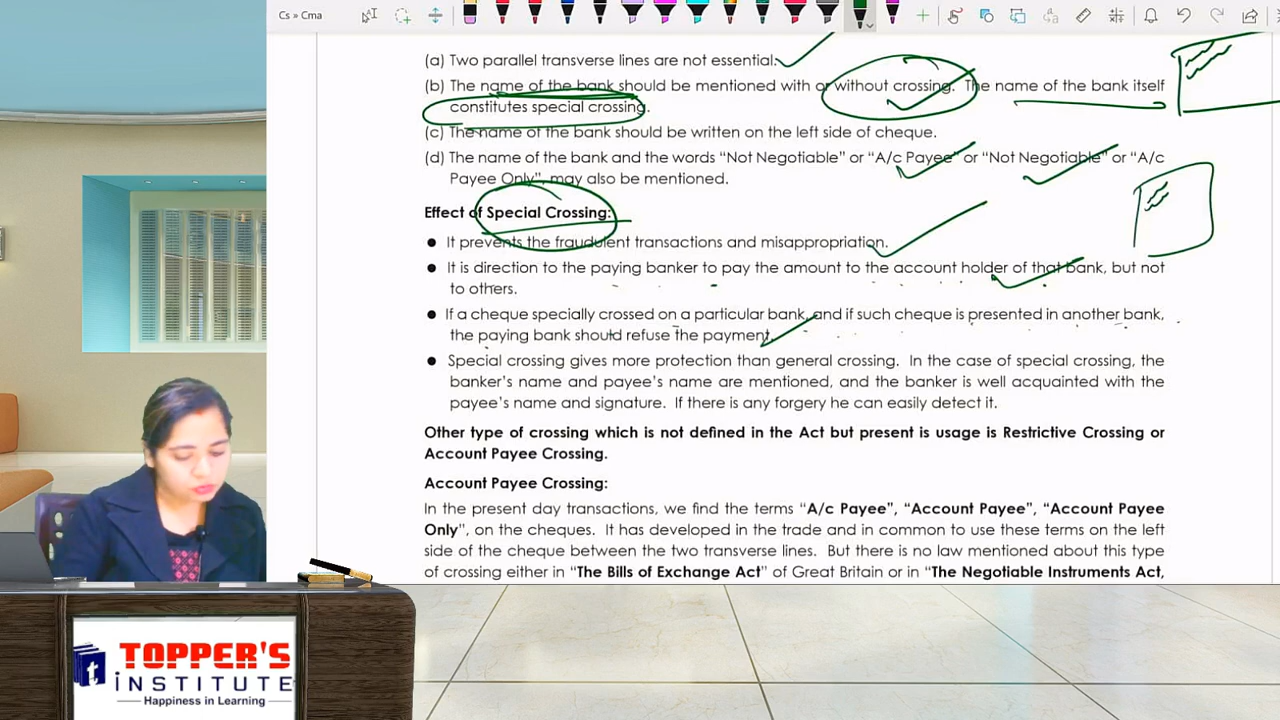 Cs » Cma
(a) Two parallel transverse lines are not essential.
(b) The name of the bank should be mentioned with or without crossing. The name of the bank itself
constitutes special crossing.
(c) The name of the bank should be written on the left side of cheque.
(d) The name of the bank and the words “Not Negotiable” or “A/c Payee” or “Not Negotiable” or “A/c
Payee Only”, may also be mentioned.
Effect of Special Crossing:
● It prevents the fraudulent transactions and misappropriation.
● It is direction to the paying banker to pay the amount to the account holder of that bank, but not
to others.
● If a cheque specially crossed on a particular bank, and if such cheque is presented in another bank,
the paying bank should refuse the payment.
● Special crossing gives more protection than general crossing. In the case of special crossing, the
banker’s name and payee’s name are mentioned, and the banker is well acquainted with the
payee’s name and signature. If there is any forgery he can easily detect it.
Other type of crossing which is not defined in the Act but present is usage is Restrictive Crossing or
Account Payee Crossing.
Account Payee Crossing:
In the present day transactions, we find the terms “A/c Payee”, “Account Payee”, “Account Payee
Only”, on the cheques. It has developed in the trade and in common to use these terms on the left
side of the cheque between the two transverse lines. But there is no law mentioned about this type
of crossing either in “The Bills of Exchange Act” of Great Britain or in “The Negotiable Instruments Act,
t
TOPPER'S
INSTITUTE
Happiness in Learning